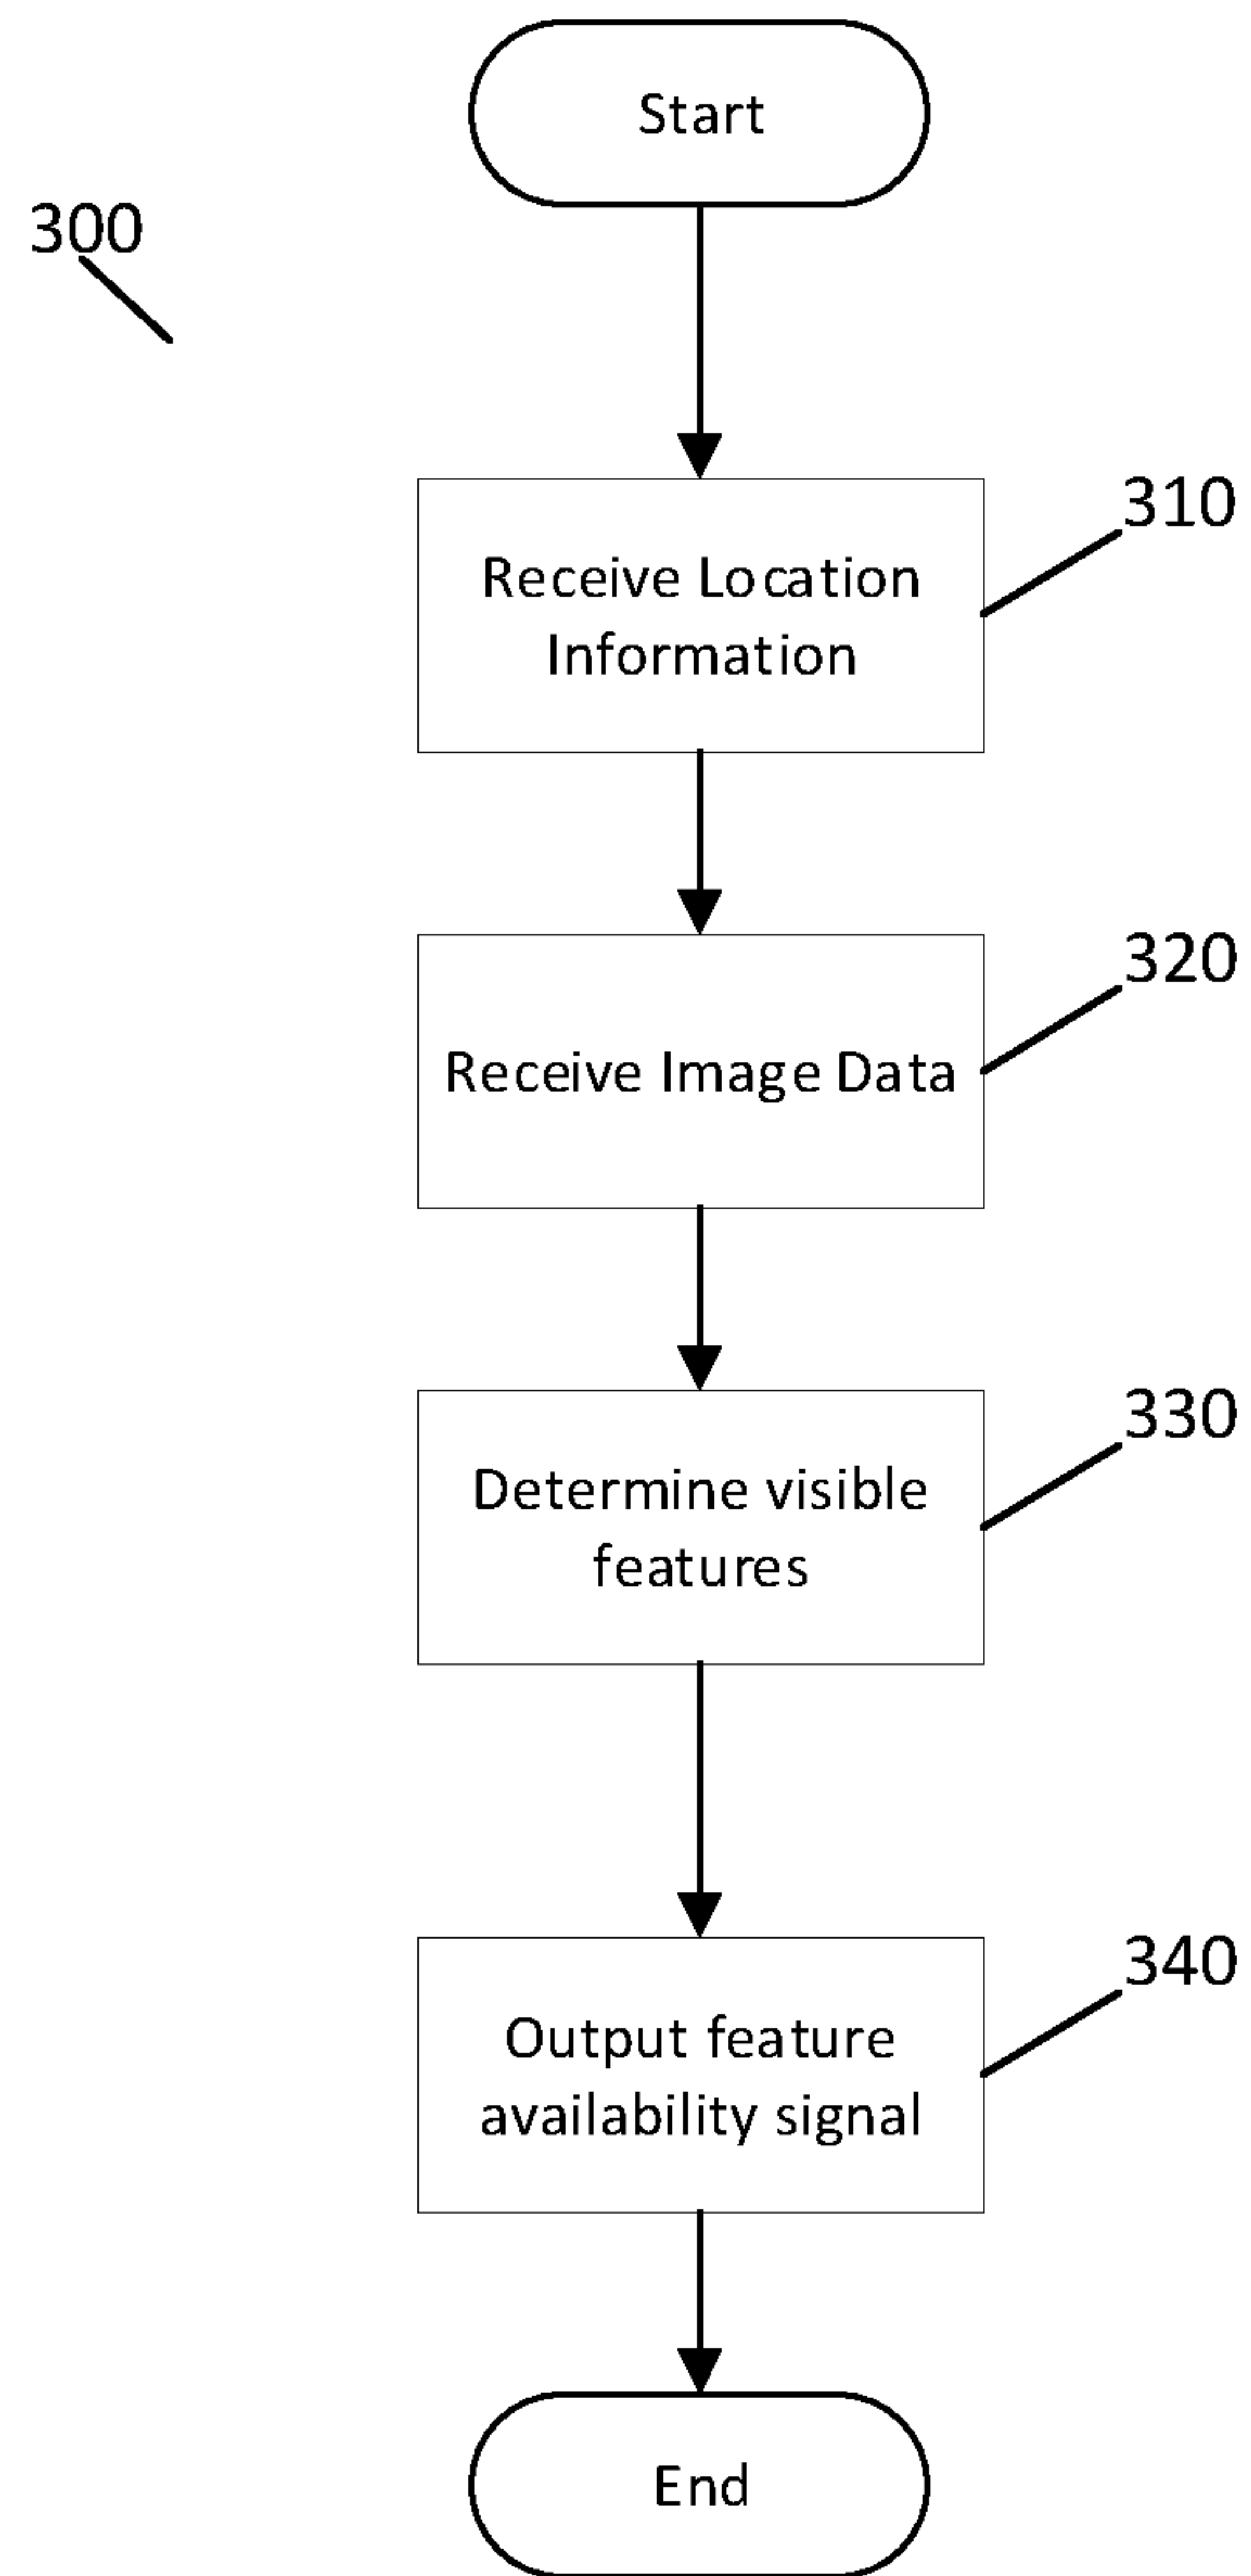 Start
300
310
Receive Location
Information
320
Receive Image Data
330
Determine visible
features
340
Output feature
availability signal
End